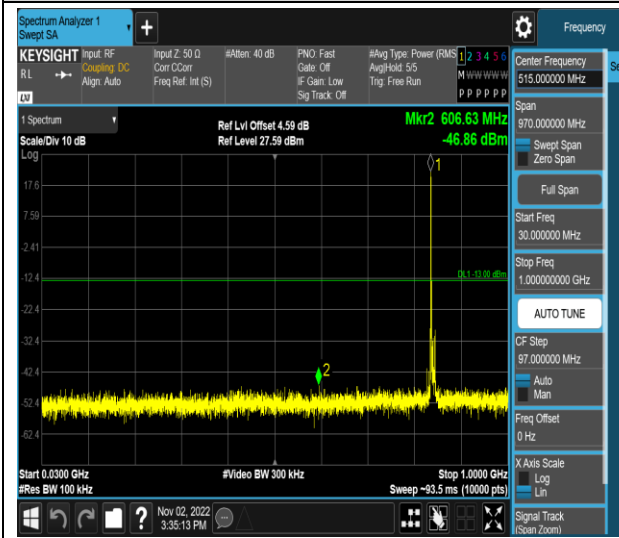 Spectrum Analyzer 1
Swept SA
Frequency
KEYSIGHT
RL
LXI
Input: RF
Coupling: DC
Align: Auto
Input Z: 50 Ω
Corr CCorr
Freq Ref: Int (S)
#Atten: 40 dB
PNO: Fast
Gate: Off
IF Gain: Low
Sig Track: Off
#Avg Type: Power (RMS
Avg|Hold: 5/5
Trig: Free Run
1 2 3 4 5 6
M W W W W W
P P P P P P
1 Spectrum
Scale/Div 10 dB
Ref Lvl Offset 4.59 dB
Ref Level 27.59 dBm
Mkr2 606.63 MHz
-46.86 dBm
Log
1
17.6
7.59
-2.41
-12.4
DL1 -13.00 dBm
-22.4
-32.4
-42.4
2
-52.4
-62.4
Start 0.0300 GHz
#Video BW 300 kHz
Stop 1.0000 GHz
#Res BW 100 kHz
Sweep ~93.5 ms (10000 pts)
Nov 02, 2022
3:35:13 PM
?
Center Frequency
515.000000 MHz
Se
Span
970.000000 MHz
Swept Span
Zero Span
Full Span
Start Freq
30.000000 MHz
Stop Freq
1.000000000 GHz
AUTO TUNE
CF Step
97.000000 MHz
Auto
Man
Freq Offset
0 Hz
X Axis Scale
Log
Lin
Signal Track
(Span Zoom)